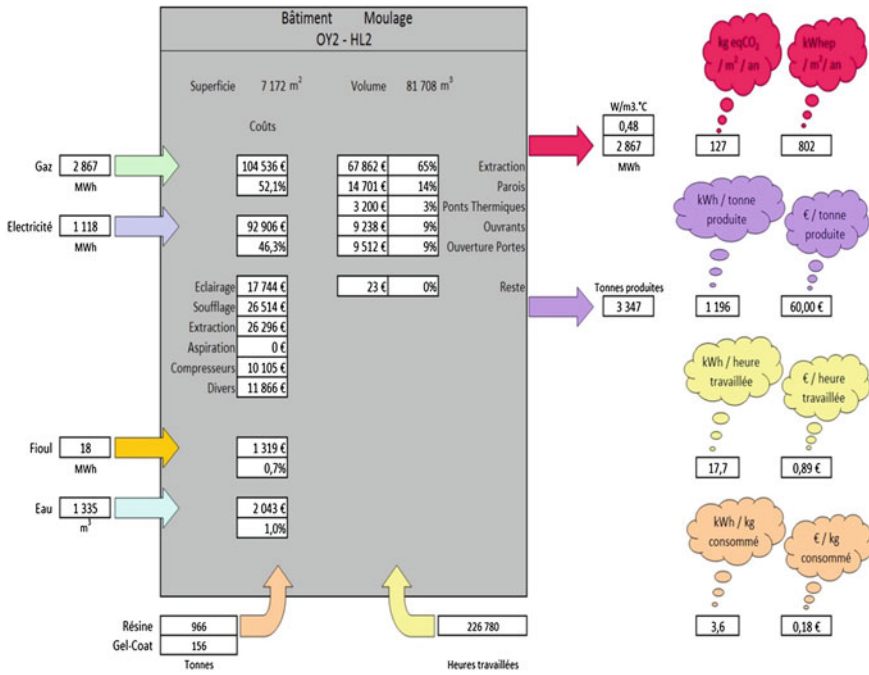 Bâtiment Moulage
OY2 - HL2
Superficie 7 172 m²
Volume 81 708 m³
Coûts
Gaz 2 867
MWh
104 536 €
52,1%
Electricité 1 118
MWh
92 906 €
46,3%
67 862 € 65% Extraction
14 701 € 14% Parois
3 200 € 3% Ponts Thermiques
9 238 € 9% Ouvrants
9 512 € 9% Ouverture Portes
23 € 0% Reste
Eclairage 17 744 €
Soufflage 26 514 €
Extraction 26 296 €
Aspiration 0 €
Compresseurs 10 105 €
Divers 11 866 €
Fioul 18
MWh
1 319 €
0,7%
Eau 1 335
m³
2 043 €
1,0%
Résine 966
Gel-Coat 156
Tonnes
226 780
Heures travaillées
W/m3.°C
0,48
2 867
MWh
kg eqCO₂
/ m² / an
127
kWhep
/ m²/ an
802
Tonnes produites
3 347
kWh / tonne
produite
1 196
€ / tonne
produite
60,00 €
kWh / heure
travaillée
17,7
€ / heure
travaillée
0,89 €
kWh / kg
consommé
3,6
€ / kg
consommé
0,18 €